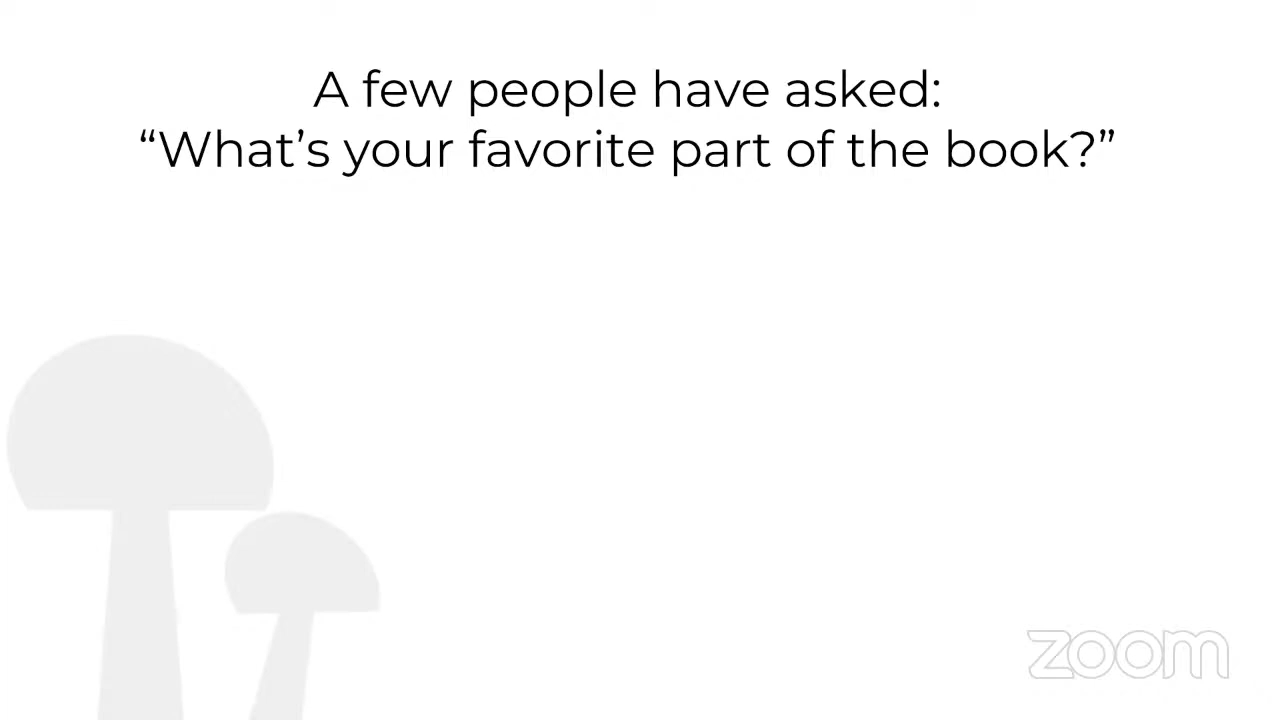 A few people have asked:
“What’s your favorite part of the book?”
zoom